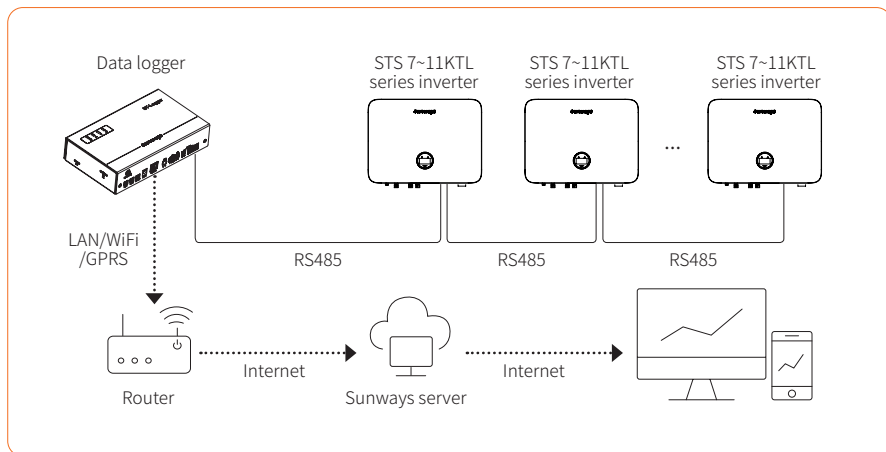 Data logger
STS 7~11KTL
series inverter
STS 7~11KTL
series inverter
STS 7~11KTL
series inverter
...
LAN/WiFi
/GPRS
RS485
RS485
RS485
Internet
Internet
Router
Sunways server